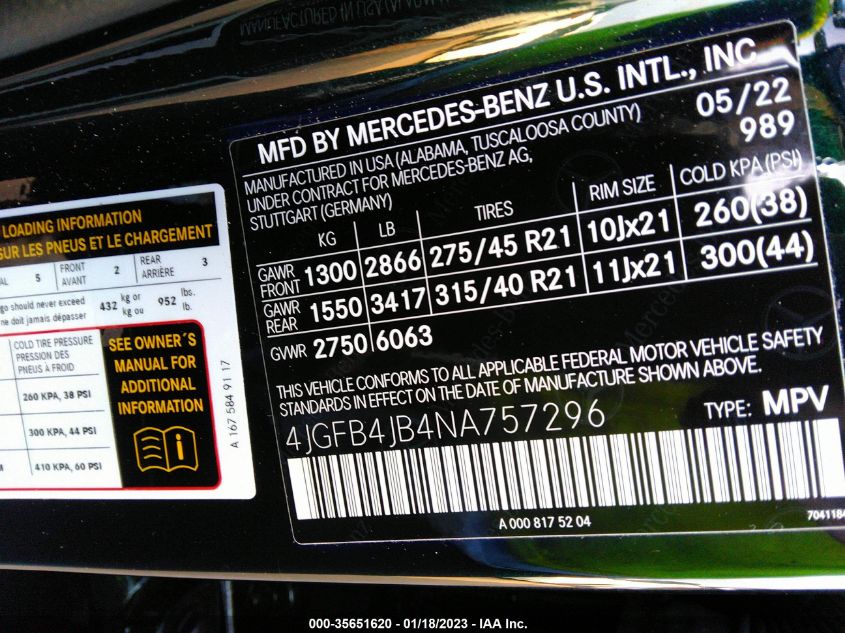 MFD BY MERCEDES-BENZ U.S. INTL., INC
MANUFACTURED IN USA (ALABAMA, TUSCALOOSA COUNTY)
UNDER CONTRACT FOR MERCEDES-BENZ AG,
STUTTGART (GERMANY)
05/22
989
KG LB TIRES RIM SIZE COLD KPA(PSI)
GAWR FRONT 1300 2866 275/45 R21 10Jx21 260(38)
GAWR REAR 1550 3417 315/40 R21 11Jx21 300(44)
GVWR 2750 6063
THIS VEHICLE CONFORMS TO ALL APPLICABLE FEDERAL MOTOR VEHICLE SAFETY
STANDARDS IN EFFECT ON THE DATE OF MANUFACTURE SHOWN ABOVE.
4JGFB4JB4NA757296 TYPE: MPV
A 000 817 52 04
7041184
LOADING INFORMATION
SUR LES PNEUS ET LE CHARGEMENT
AL 5 FRONT AVANT 2 REAR ARRIÈRE 3
go should never exceed 432 kg or 952 lbs.
ne doit jamais dépasser kg ou lb.
COLD TIRE PRESSURE
PRESSION DES
PNEUS À FROID
260 KPA, 38 PSI
300 KPA, 44 PSI
410 KPA, 60 PSI
SEE OWNER´S
MANUAL FOR
ADDITIONAL
INFORMATION
A 167 584 91 17
000-35651620 - 01/18/2023 - IAA Inc.